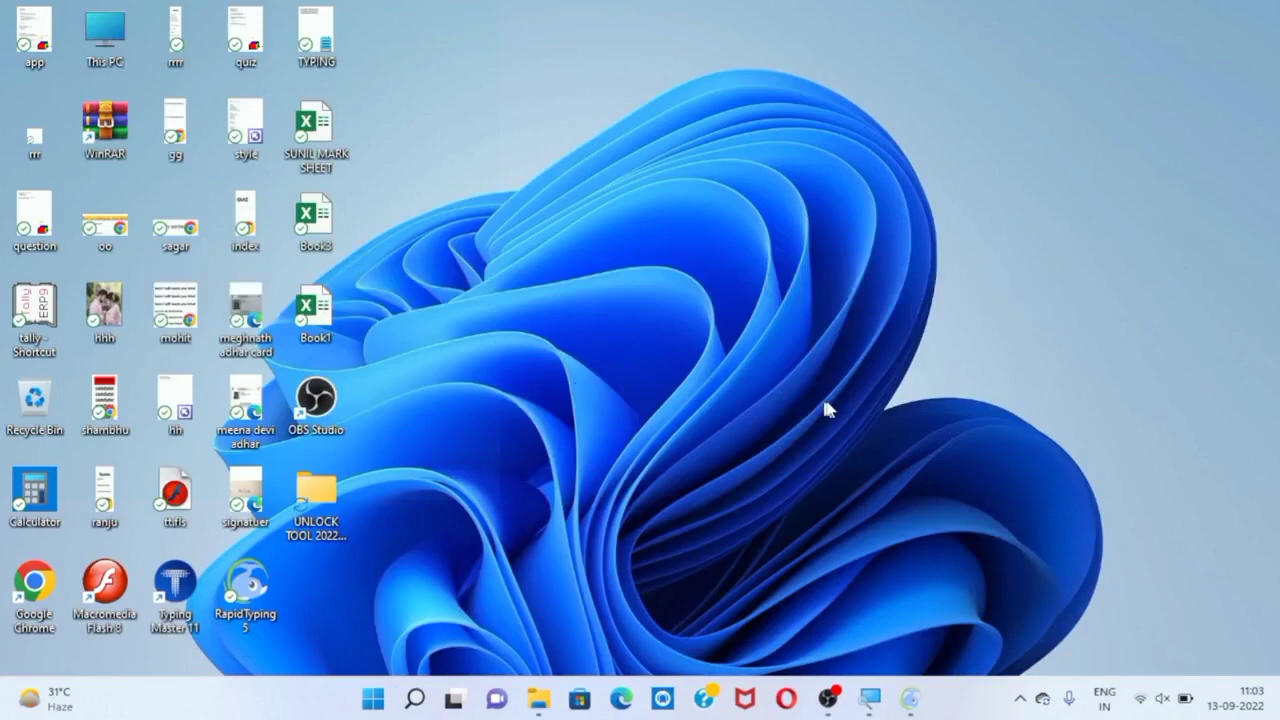 app
This PC
rrrr
quiz
TYPING
rrr
WinRAR
gg
style
SUNIL MARK
SHEET
question
oo
sagar
index
QUIZ
Book3
tally -
Shortcut
hhh
mohit
meghnath
adhar card
Book1
Recycle Bin
shambhu
hh
meena devi
adhar
OBS Studio
Calculator
ranju
ttifls
signatuer
UNLOCK
TOOL 2022...
Google
Chrome
Macromedia
Flash 8
Typing
Master 11
RapidTyping
5
31°C
Haze
ENG
IN
11:03
13-09-2022